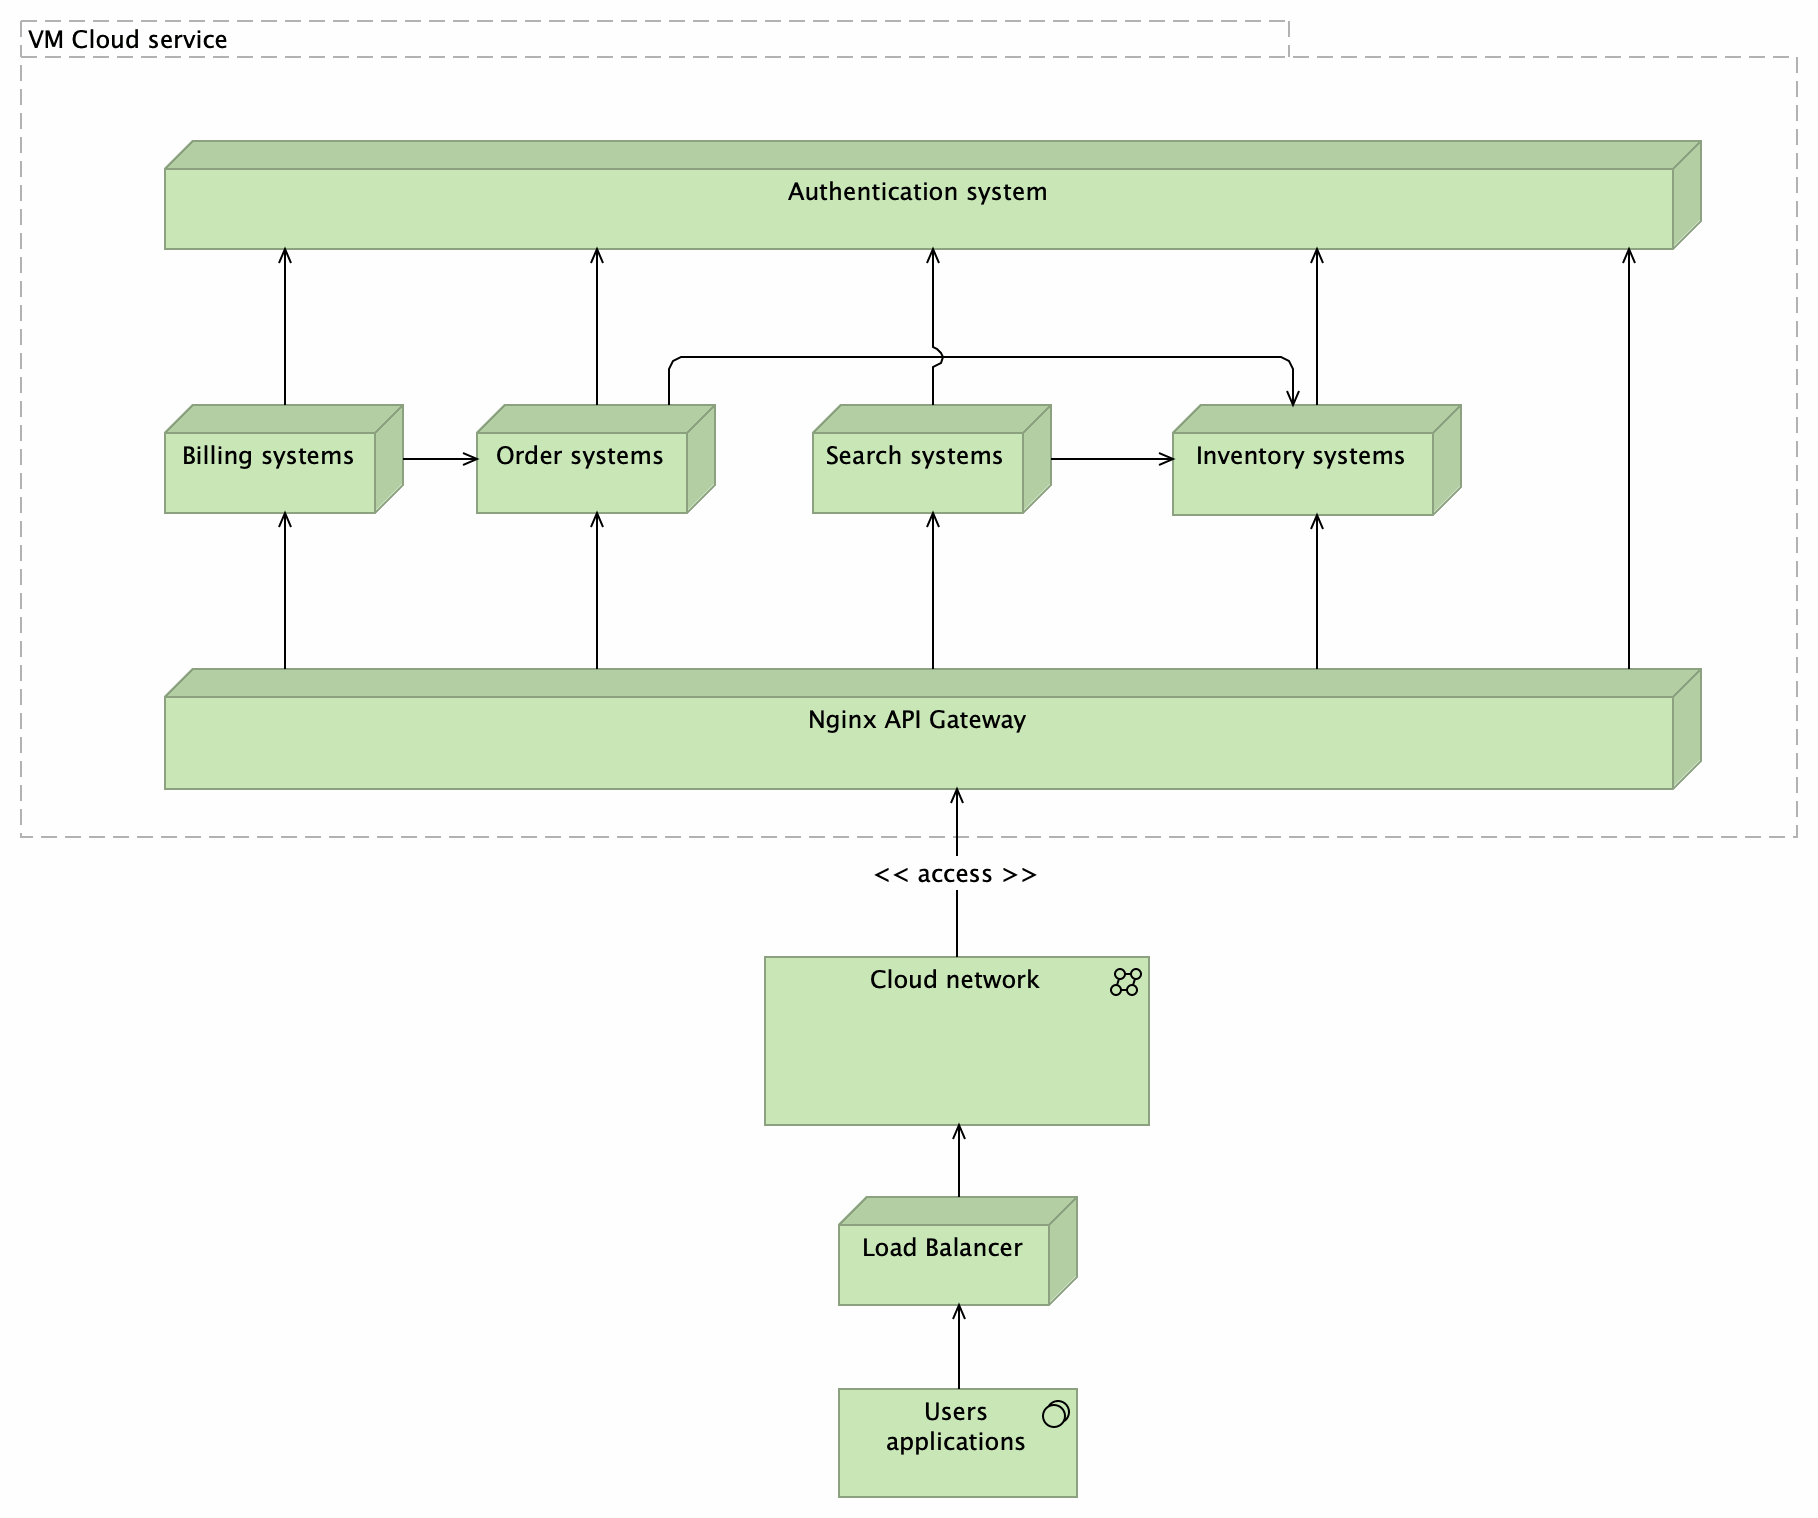 VM Cloud service
Authentication system
Billing systems
Order systems
Search systems
Inventory systems
Nginx API Gateway
<< access >>
Cloud network
Load Balancer
Users
applications